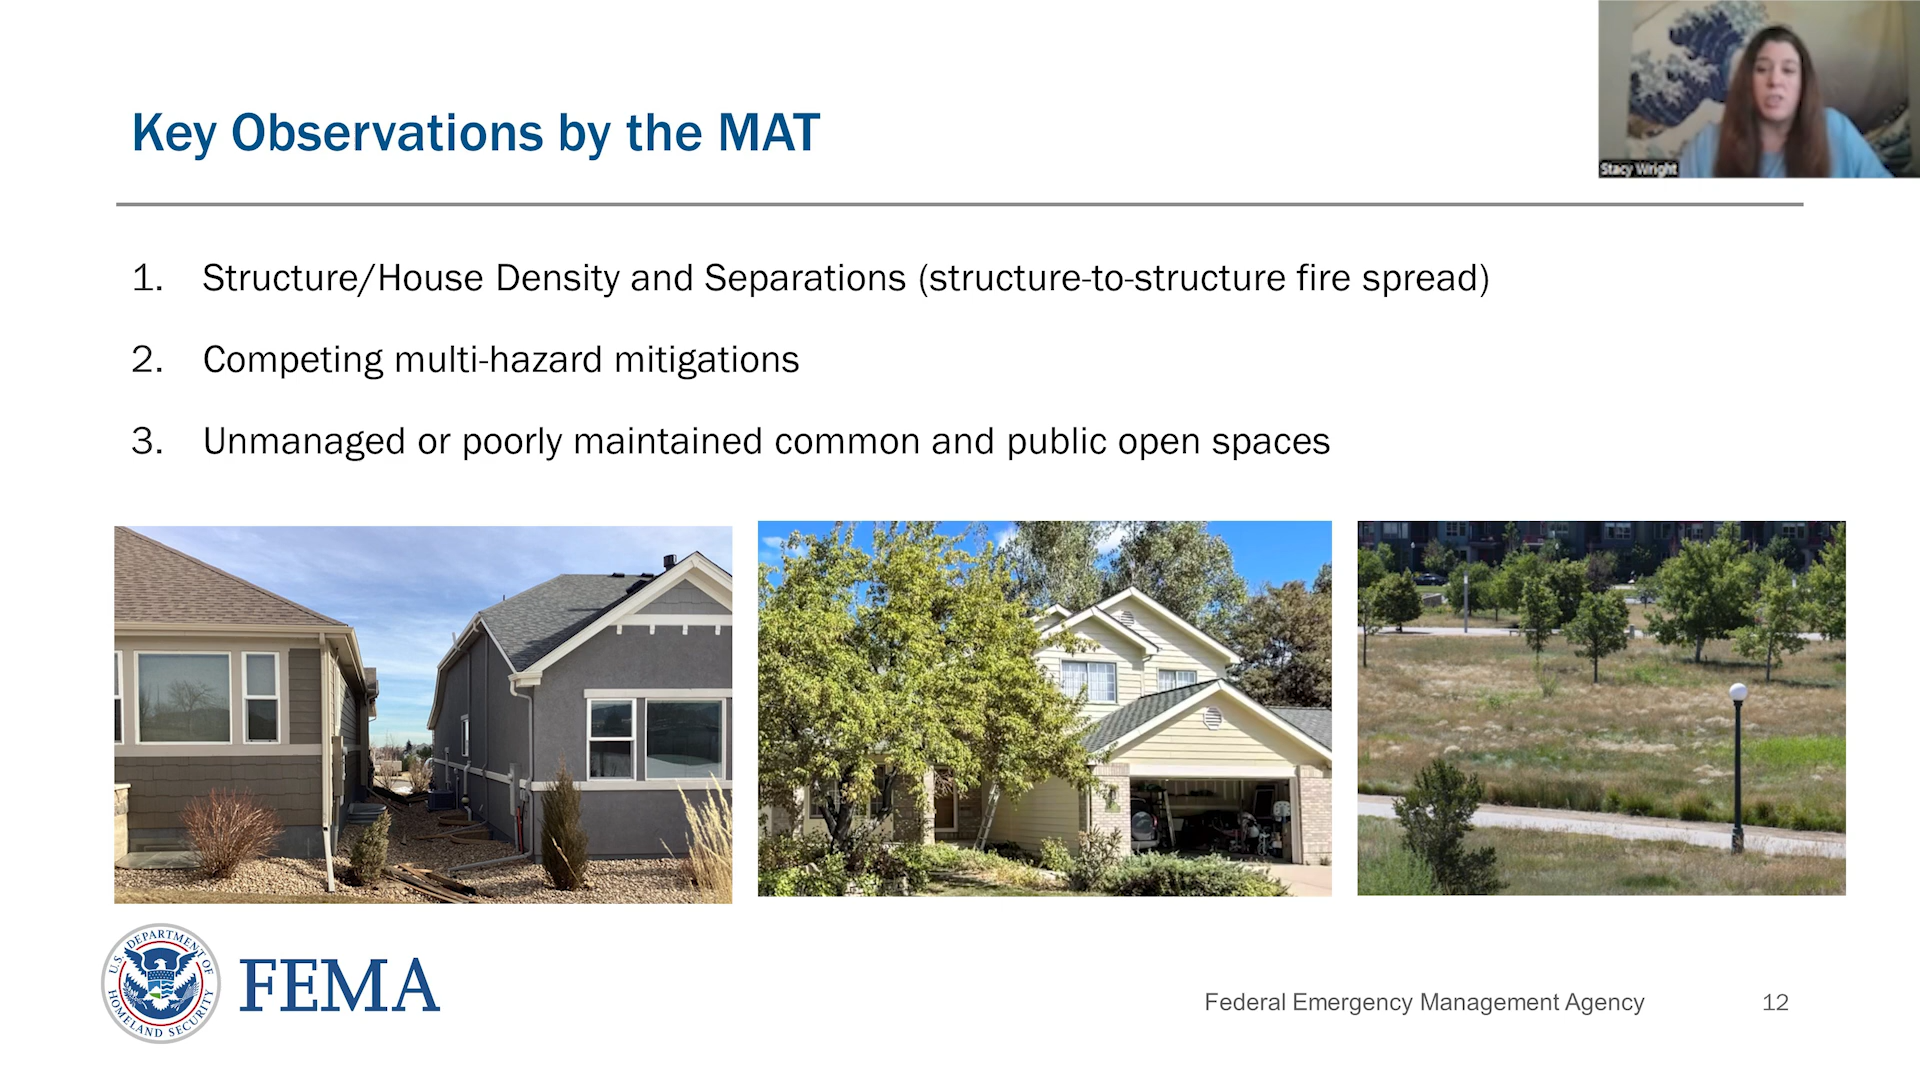 Stacy Wright
Key Observations by the MAT
1. Structure/House Density and Separations (structure-to-structure fire spread)
2. Competing multi-hazard mitigations
3. Unmanaged or poorly maintained common and public open spaces
U.S. DEPARTMENT OF
HOMELAND SECURITY
FEMA
Federal Emergency Management Agency
12